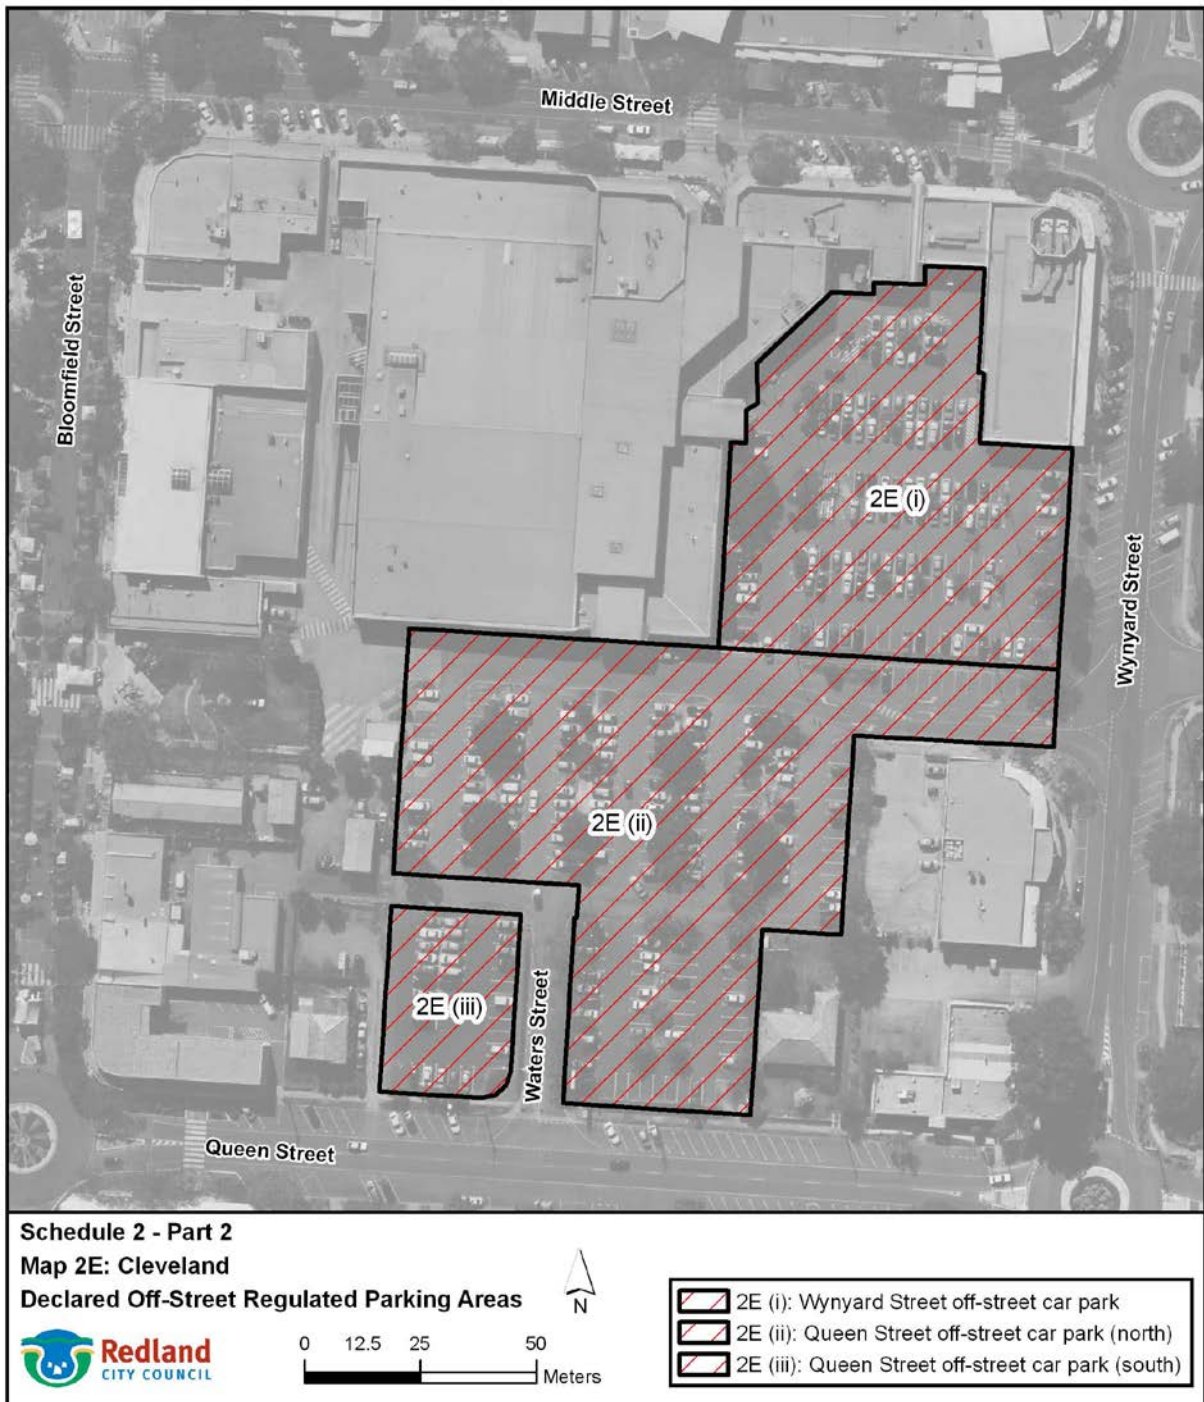 Middle Street
Bloomfield Street
2E (i)
Wynyard Street
2E (ii)
2E (iii)
Waters Street
Queen Street
Schedule 2 - Part 2
Map 2E: Cleveland
Declared Off-Street Regulated Parking Areas
N
Redland
CITY COUNCIL
0 12.5 25 50
Meters
2E (i): Wynyard Street off-street car park
2E (ii): Queen Street off-street car park (north)
2E (iii): Queen Street off-street car park (south)